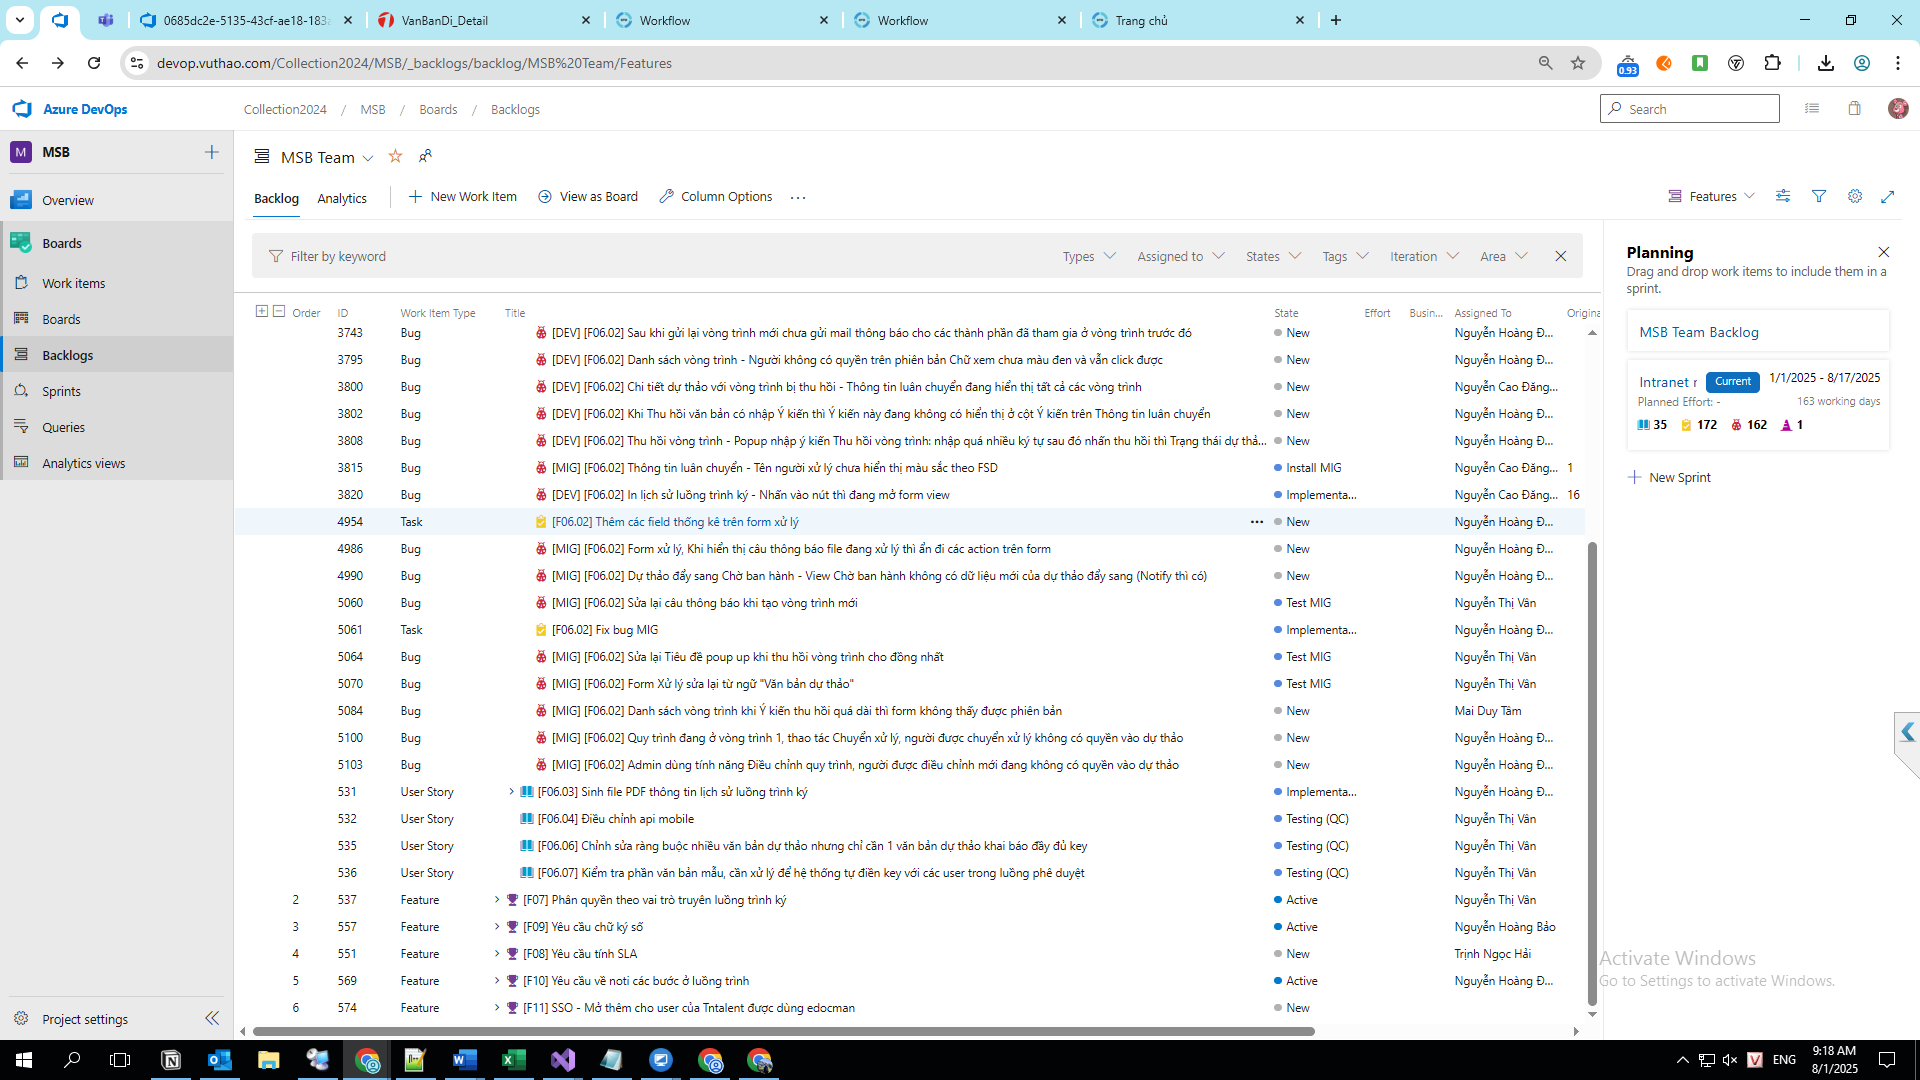 0685dc2e-5135-43cf-ae18-183a
VanBanDi_Detail
Workflow
Workflow
Trang chủ
devop.vuthao.com/Collection2024/MSB/_backlogs/backlog/MSB%20Team/Features
0.93
Azure DevOps
Collection2024 / MSB / Boards / Backlogs
Search
M MSB
Overview
Boards
Work items
Boards
Backlogs
Sprints
Queries
Analytics views
Project settings
MSB Team
Backlog Analytics New Work Item View as Board Column Options ...
Features
Filter by keyword Types Assigned to States Tags Iteration Area
Order ID Work Item Type Title State Effort Busin... Assigned To Origina
3743 Bug [DEV] [F06.02] Sau khi gửi lại vòng trình mới chưa gửi mail thông báo cho các thành phần đã tham gia ở vòng trình trước đó New Nguyễn Hoàng Đ...
3795 Bug [DEV] [F06.02] Danh sách vòng trình - Người không có quyền trên phiên bản Chữ xem chưa màu đen và vẫn click được New Nguyễn Hoàng Đ...
3800 Bug [DEV] [F06.02] Chi tiết dự thảo với vòng trình bị thu hồi - Thông tin luân chuyển đang hiển thị tất cả các vòng trình New Nguyễn Cao Đăng...
3802 Bug [DEV] [F06.02] Khi Thu hồi văn bản có nhập Ý kiến thì Ý kiến này đang không có hiển thị ở cột Ý kiến trên Thông tin luân chuyển New Nguyễn Hoàng Đ...
3808 Bug [DEV] [F06.02] Thu hồi vòng trình - Popup nhập ý kiến Thu hồi vòng trình: nhập quá nhiều ký tự sau đó nhấn thu hồi thì Trạng thái dự thả... New Nguyễn Hoàng Đ...
3815 Bug [MIG] [F06.02] Thông tin luân chuyển - Tên người xử lý chưa hiển thị màu sắc theo FSD Install MIG Nguyễn Cao Đăng... 1
3820 Bug [DEV] [F06.02] In lịch sử luồng trình ký - Nhấn vào nút thì đang mở form view Implementa... Nguyễn Cao Đăng... 16
4954 Task [F06.02] Thêm các field thống kê trên form xử lý ... New Nguyễn Hoàng Đ...
4986 Bug [MIG] [F06.02] Form xử lý, Khi hiển thị câu thông báo file đang xử lý thì ẩn đi các action trên form New Nguyễn Hoàng Đ...
4990 Bug [MIG] [F06.02] Dự thảo đẩy sang Chờ ban hành - View Chờ ban hành không có dữ liệu mới của dự thảo đẩy sang (Notify thì có) New Nguyễn Hoàng Đ...
5060 Bug [MIG] [F06.02] Sửa lại câu thông báo khi tạo vòng trình mới Test MIG Nguyễn Thị Vân
5061 Task [F06.02] Fix bug MIG Implementa... Nguyễn Hoàng Đ...
5064 Bug [MIG] [F06.02] Sửa lại Tiêu đề poup up khi thu hồi vòng trình cho đồng nhất Test MIG Nguyễn Thị Vân
5070 Bug [MIG] [F06.02] Form Xử lý sửa lại từ ngữ "Văn bản dự thảo" Test MIG Nguyễn Thị Vân
5084 Bug [MIG] [F06.02] Danh sách vòng trình khi Ý kiến thu hồi quá dài thì form không thấy được phiên bản New Mai Duy Tâm
5100 Bug [MIG] [F06.02] Quy trình đang ở vòng trình 1, thao tác Chuyển xử lý, người được chuyển xử lý không có quyền vào dự thảo New Nguyễn Hoàng Đ...
5103 Bug [MIG] [F06.02] Admin dùng tính năng Điều chỉnh quy trình, người được điều chỉnh mới đang không có quyền vào dự thảo New Nguyễn Hoàng Đ...
531 User Story [F06.03] Sinh file PDF thông tin lịch sử luồng trình ký Implementa... Nguyễn Hoàng Đ...
532 User Story [F06.04] Điều chỉnh api mobile Testing (QC) Nguyễn Thị Vân
535 User Story [F06.06] Chỉnh sửa ràng buộc nhiều văn bản dự thảo nhưng chỉ cần 1 văn bản dự thảo khai báo đầy đủ key Testing (QC) Nguyễn Thị Vân
536 User Story [F06.07] Kiểm tra phần văn bản mẫu, cần xử lý để hệ thống tự điền key với các user trong luồng phê duyệt Testing (QC) Nguyễn Thị Vân
2 537 Feature [F07] Phân quyền theo vai trò truyên luồng trình ký Active Nguyễn Thị Vân
3 557 Feature [F09] Yêu cầu chữ ký số Active Nguyễn Hoàng Bảo
4 551 Feature [F08] Yêu cầu tính SLA New Trịnh Ngọc Hải
5 569 Feature [F10] Yêu cầu về noti các bước ở luồng trình Active Nguyễn Hoàng Đ...
6 574 Feature [F11] SSO - Mở thêm cho user của Tntalent được dùng edocman New
Planning
Drag and drop work items to include them in a
sprint.
MSB Team Backlog
Intranet r Current 1/1/2025 - 8/17/2025
Planned Effort: - 163 working days
35 172 162 1
New Sprint
Activate Windows
Go to Settings to activate Windows.
ENG
9:18 AM
8/1/2025